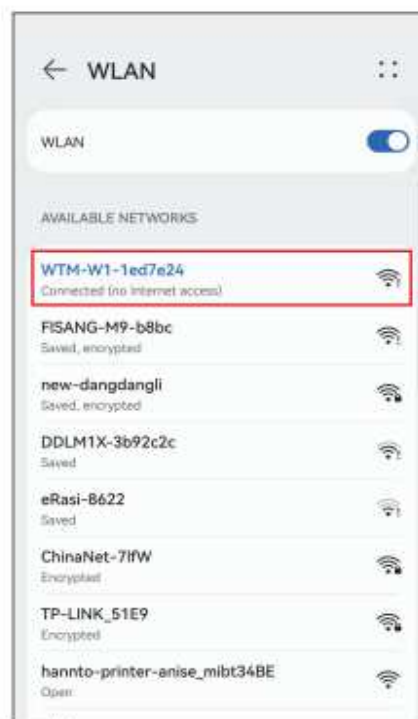 WLAN
WLAN
AVAILABLE NETWORKS
WTM-W1-1ed7e24
Connected (no Internet access)
FISANG-M9-b8bc
Saved, encrypted
new-dangdangli
Saved, encrypted
DDLM1X-3b92c2c
Saved
eRasi-8622
Saved
ChinaNet-7lfW
Encrypted
TP-LINK_51E9
Encrypted
hannto-printer-anise_mibt34BE
Open